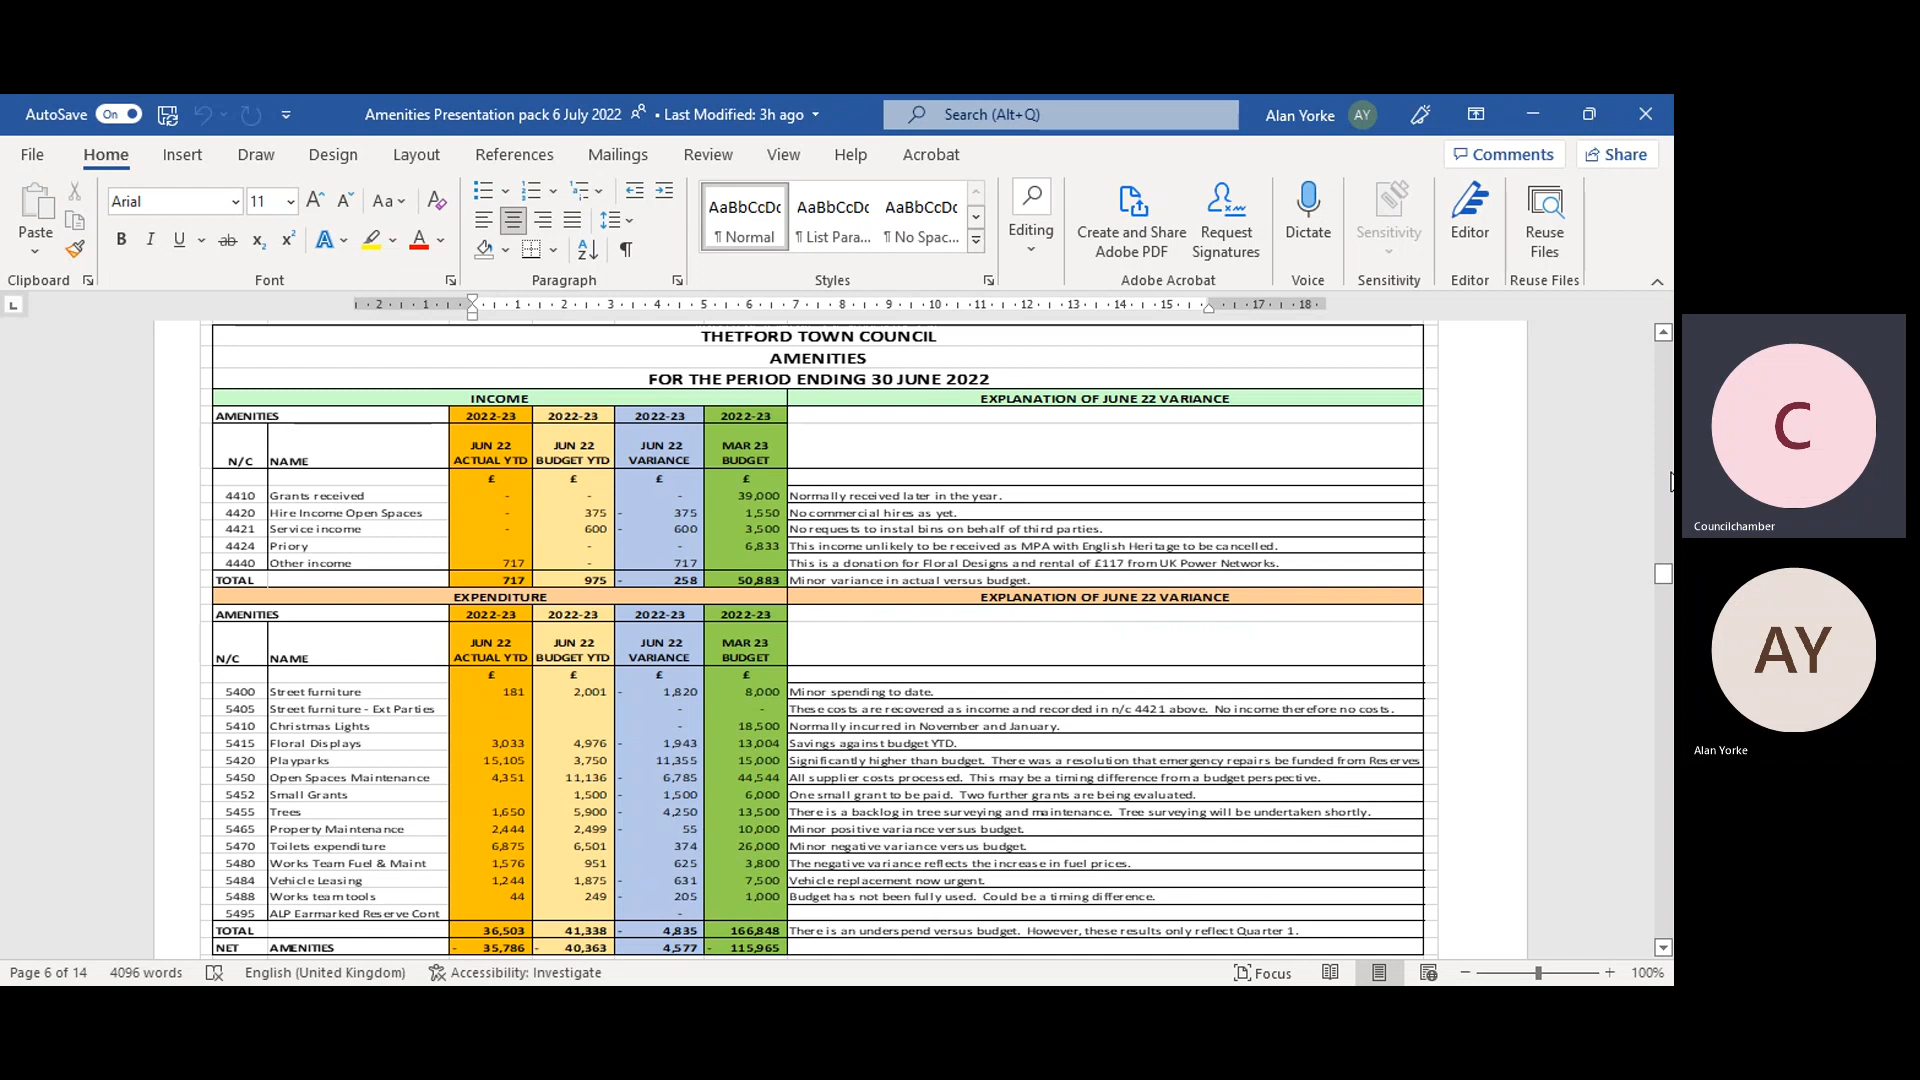 AutoSave On Amenities Presentation pack 6 July 2022 • Last Modified: 3h ago Search (Alt+Q) Alan Yorke AY
File Home Insert Draw Design Layout References Mailings Review View Help Acrobat Comments Share
Paste Arial 11 Aa AaBbCcDc AaBbCcDc AaBbCcDc Editing Create and Share Adobe PDF Request Signatures Dictate Sensitivity Editor Reuse Files
B I U ab x₂ x² A A ¶ Normal ¶ List Para... ¶ No Spac...
Clipboard Font Paragraph Styles Adobe Acrobat Voice Sensitivity Editor Reuse Files
2 1 1 2 3 4 5 6 7 8 9 10 11 12 13 14 15 17 18
THETFORD TOWN COUNCIL
AMENITIES
FOR THE PERIOD ENDING 30 JUNE 2022
INCOME EXPLANATION OF JUNE 22 VARIANCE
AMENITIES 2022-23 2022-23 2022-23 2022-23
JUN 22 JUN 22 JUN 22 MAR 23
N/C NAME ACTUAL YTD BUDGET YTD VARIANCE BUDGET
£ £ £ £
4410 Grants received - - - 39,000 Normally received later in the year.
4420 Hire Income Open Spaces - 375 - 375 1,550 No commercial hires as yet.
4421 Service income - 600 - 600 3,500 No requests to instal bins on behalf of third parties.
4424 Priory - - 6,833 This income unlikely to be received as MPA with English Heritage to be cancelled.
4440 Other income 717 - 717 This is a donation for Floral Designs and rental of £117 from UK Power Networks.
TOTAL 717 975 - 258 50,883 Minor variance in actual versus budget.
EXPENDITURE EXPLANATION OF JUNE 22 VARIANCE
AMENITIES 2022-23 2022-23 2022-23 2022-23
JUN 22 JUN 22 JUN 22 MAR 23
N/C NAME ACTUAL YTD BUDGET YTD VARIANCE BUDGET
£ £ £ £
5400 Street furniture 181 2,001 - 1,820 8,000 Minor spending to date.
5405 Street furniture - Ext Parties - - These costs are recovered as income and recorded in n/c 4421 above. No income therefore no costs.
5410 Christmas Lights - 18,500 Normally incurred in November and January.
5415 Floral Displays 3,033 4,976 - 1,943 13,004 Savings against budget YTD.
5420 Playparks 15,105 3,750 11,355 15,000 Significantly higher than budget. There was a resolution that emergency repairs be funded from Reserves
5450 Open Spaces Maintenance 4,351 11,136 - 6,785 44,544 All supplier costs processed. This may be a timing difference from a budget perspective.
5452 Small Grants 1,500 - 1,500 6,000 One small grant to be paid. Two further grants are being evaluated.
5455 Trees 1,650 5,900 - 4,250 13,500 There is a backlog in tree surveying and maintenance. Tree surveying will be undertaken shortly.
5465 Property Maintenance 2,444 2,499 - 55 10,000 Minor positive variance versus budget.
5470 Toilets expenditure 6,875 6,501 374 26,000 Minor negative variance versus budget.
5480 Works Team Fuel & Maint 1,576 951 625 3,800 The negative variance reflects the increase in fuel prices.
5484 Vehicle Leasing 1,244 1,875 - 631 7,500 Vehicle replacement now urgent.
5488 Works team tools 44 249 - 205 1,000 Budget has not been fully used. Could be a timing difference.
5495 ALP Earmarked Reserve Cont -
TOTAL 36,503 41,338 - 4,835 166,848 There is an underspend versus budget. However, these results only reflect Quarter 1.
NET AMENITIES - 35,786 - 40,363 4,577 - 115,965
Page 6 of 14 4096 words English (United Kingdom) Accessibility: Investigate Focus 100%
C
Councilchamber
AY
Alan Yorke